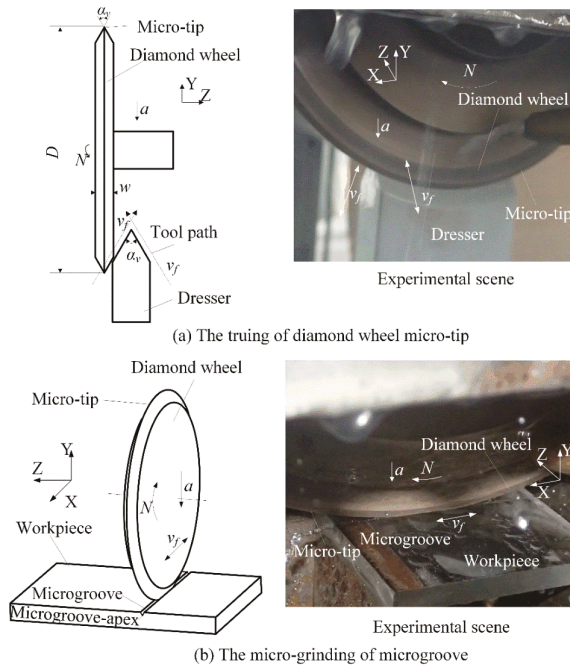 αv
Micro-tip
Diamond wheel
Y
Z
a
D
N
w
vf
Tool path
αv
vf
Dresser
Z
Y
X
N
Diamond wheel
a
vf
vf
Micro-tip
Dresser
Experimental scene
(a) The truing of diamond wheel micro-tip
Diamond wheel
Micro-tip
Y
Z
X
a
N
vf
Workpiece
Microgroove
Microgroove-apex
Diamond wheel
Y
Z
X
a
N
vf
Microgroove
Micro-tip
Workpiece
Experimental scene
(b) The micro-grinding of microgroove